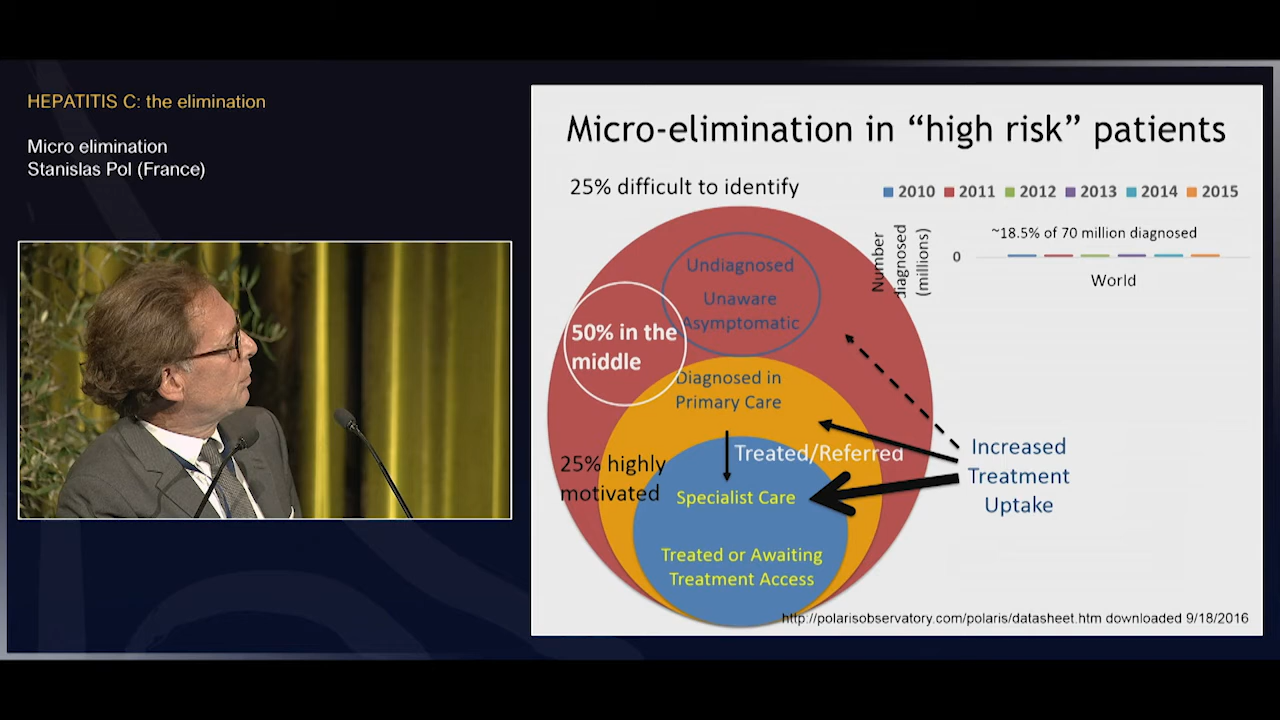 HEPATITIS C: the elimination
Micro elimination
Stanislas Pol (France)
Micro-elimination in “high risk” patients
25% difficult to identify
2010 2011 2012 2013 2014 2015
Number
diagnosed
(millions)
~18.5% of 70 million diagnosed
0
World
Undiagnosed
Unaware
Asymptomatic
50% in the
middle
Diagnosed in
Primary Care
25% highly
motivated
Treated/Referred
Specialist Care
Treated or Awaiting
Treatment Access
Increased
Treatment
Uptake
http://polarisobservatory.com/polaris/datasheet.htm downloaded 9/18/2016